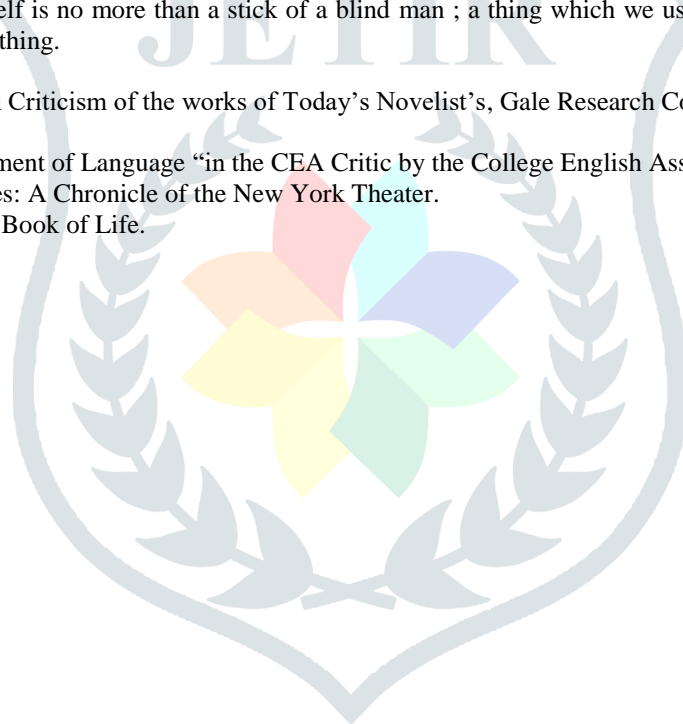 JETIR
elf is no more than a stick of a blind man ; a thing which we us
thing.
Criticism of the works of Today's Novelist's, Gale Research Co
ment of Language “in the CEA Critic by the College English Ass
es: A Chronicle of the New York Theater.
Book of Life.